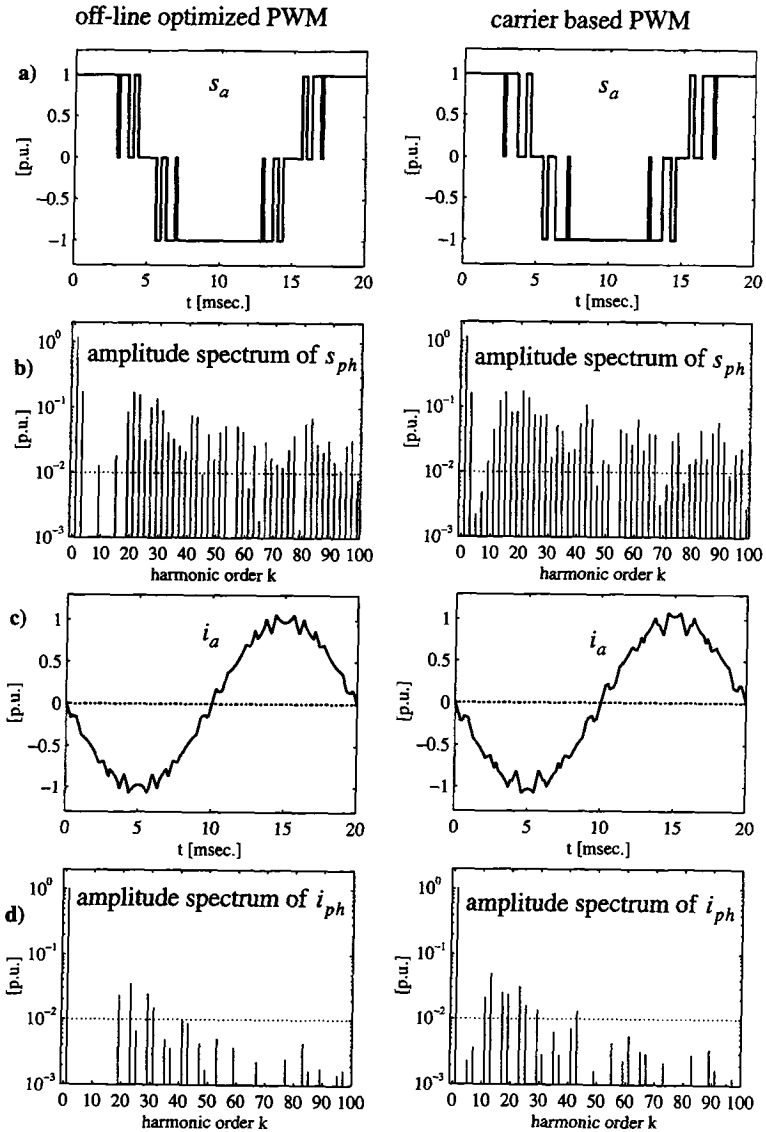 off-line optimized PWM
carrier based PWM
a)
s_a
[p.u.]
1
0.5
0
−0.5
−1
0 5 10 15 20
t [msec.]
s_a
[p.u.]
1
0.5
0
−0.5
−1
0 5 10 15 20
t [msec.]
b)
amplitude spectrum of s_ph
[p.u.]
10^0
10^-1
10^-2
10^-3
0 10 20 30 40 50 60 70 80 90 100
harmonic order k
amplitude spectrum of s_ph
[p.u.]
10^0
10^-1
10^-2
10^-3
0 10 20 30 40 50 60 70 80 90 100
harmonic order k
c)
i_a
[p.u.]
1
0.5
0
−0.5
−1
0 5 10 15 20
t [msec.]
i_a
[p.u.]
1
0.5
0
−0.5
−1
0 5 10 15 20
t [msec.]
d)
amplitude spectrum of i_ph
[p.u.]
10^0
10^-1
10^-2
10^-3
0 10 20 30 40 50 60 70 80 90 100
harmonic order k
amplitude spectrum of i_ph
[p.u.]
10^0
10^-1
10^-2
10^-3
0 10 20 30 40 50 60 70 80 90 100
harmonic order k